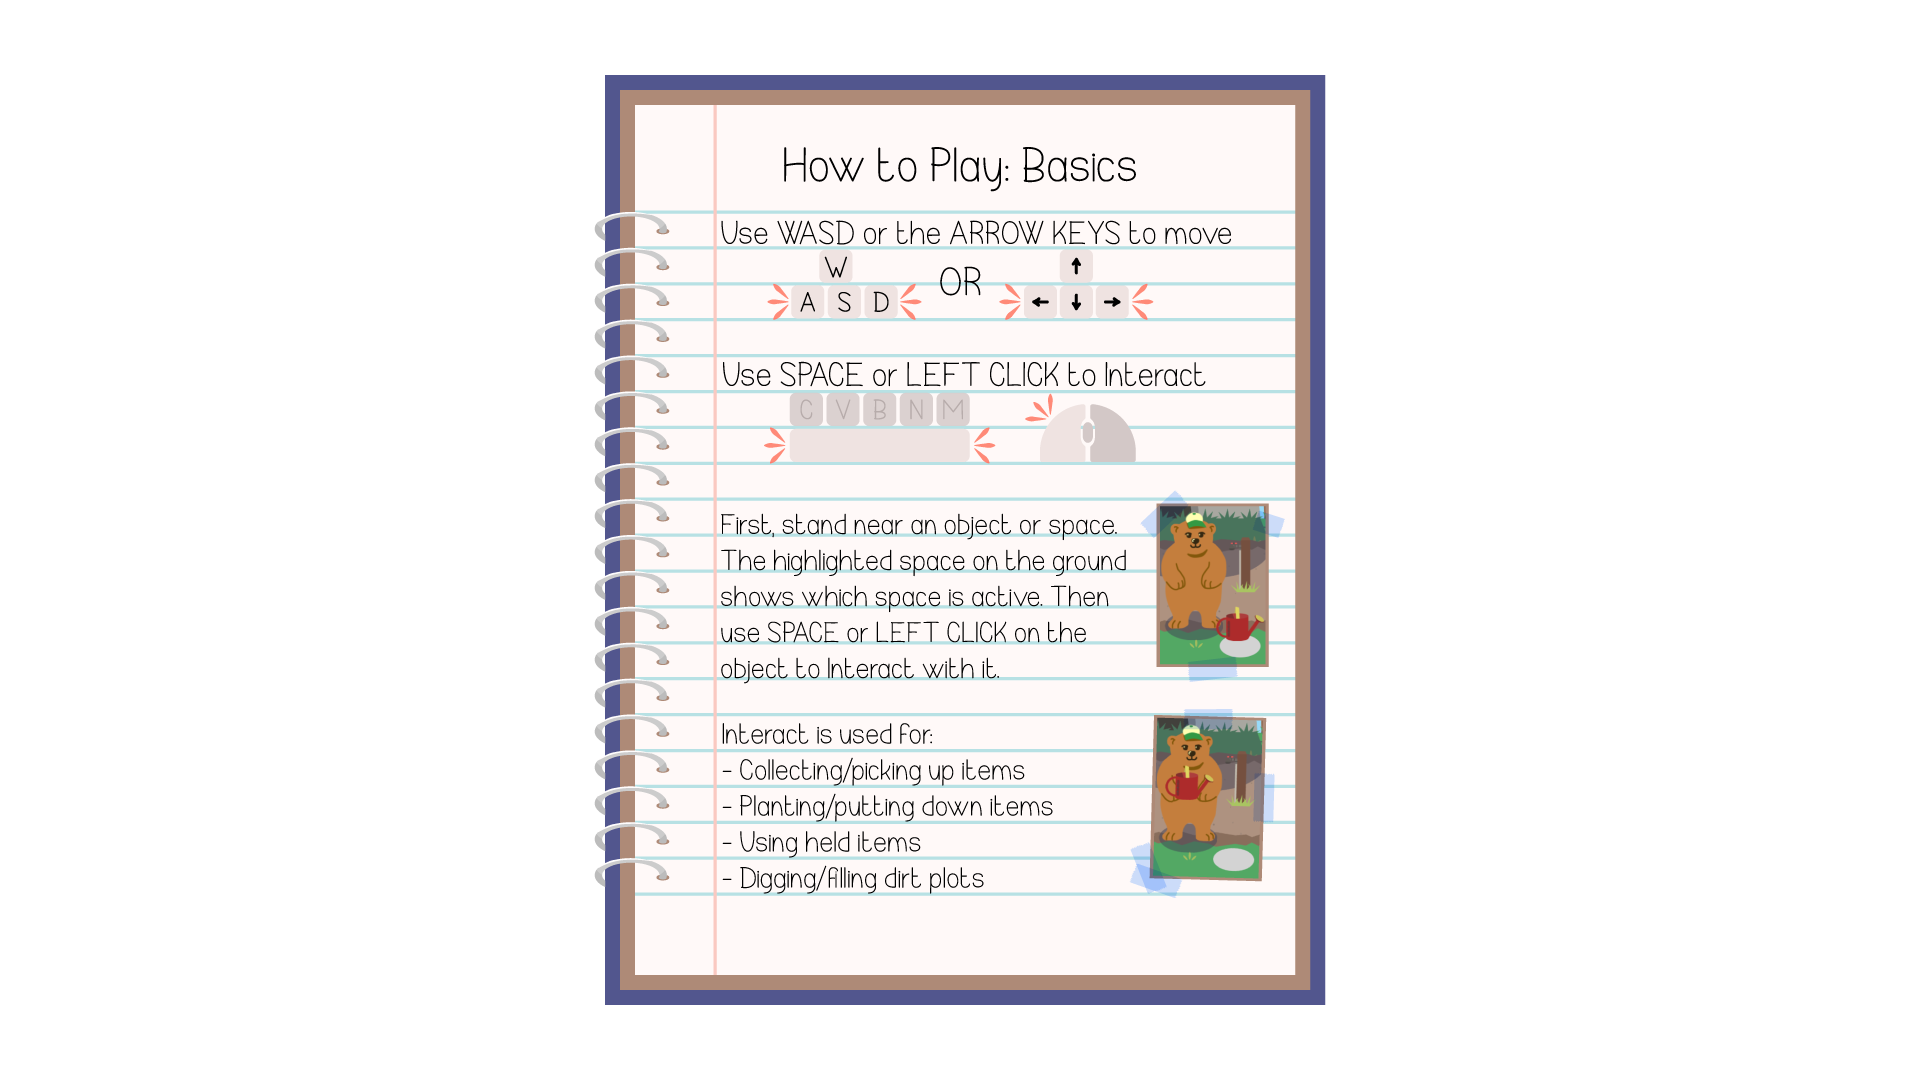 How to Play: Basics
Use WASD or the ARROW KEYS to move
W
A S D
OR
↑
← ↓ →
Use SPACE or LEFT CLICK to Interact
C V B N M
First, stand near an object or space.
The highlighted space on the ground
shows which space is active. Then
use SPACE or LEFT CLICK on the
object to Interact with it.
Interact is used for:
- Collecting/picking up items
- Planting/putting down items
- Using held items
- Digging/filling dirt plots